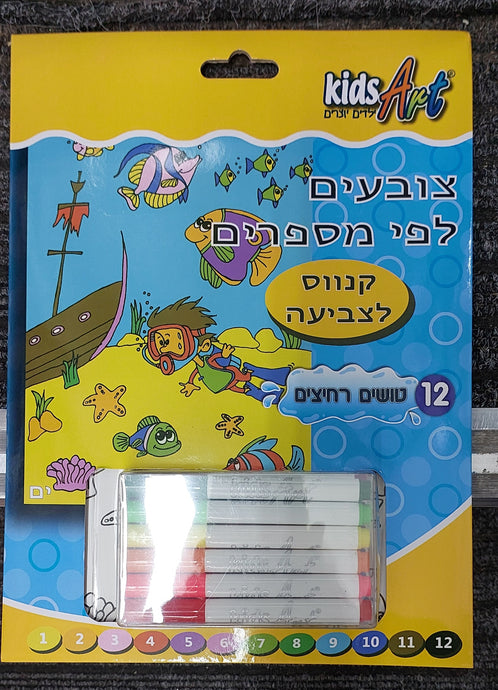 kids Art®
ילדים יוצרים
צובעים
לפי מספרים
קנווס
לצביעה
12 טושים רחיצים
ים
1 2 3 4 5 6 7 8 9 10 11 12